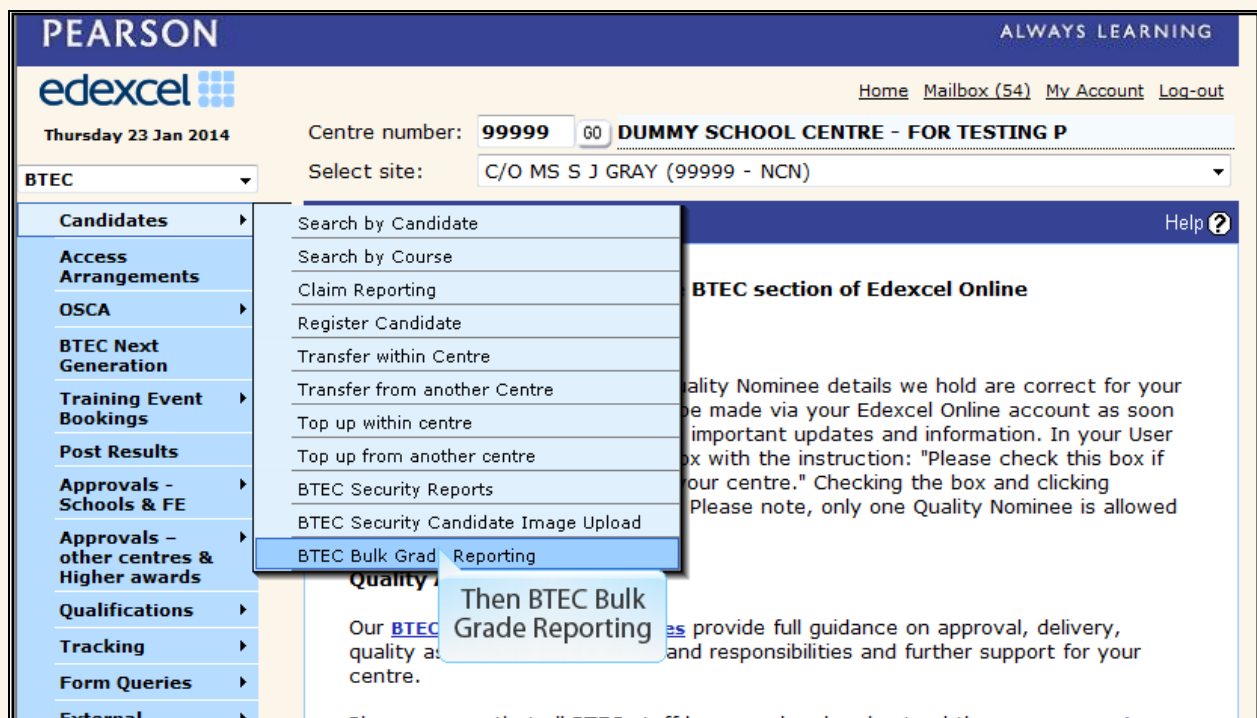 PEARSON
ALWAYS LEARNING
edexcel
Home Mailbox (54) My Account Log-out
Thursday 23 Jan 2014
Centre number: 99999 GO DUMMY SCHOOL CENTRE - FOR TESTING P
Select site: C/O MS S J GRAY (99999 - NCN)
BTEC
Candidates
Access
Arrangements
OSCA
BTEC Next
Generation
Training Event
Bookings
Post Results
Approvals -
Schools & FE
Approvals –
other centres &
Higher awards
Qualifications
Tracking
Form Queries
External
Search by Candidate
Search by Course
Claim Reporting
Register Candidate
Transfer within Centre
Transfer from another Centre
Top up within centre
Top up from another centre
BTEC Security Reports
BTEC Security Candidate Image Upload
BTEC Bulk Grad Reporting
Then BTEC Bulk
Grade Reporting
Help ?
BTEC section of Edexcel Online
Nominee details we hold are correct for your
be made via your Edexcel Online account as soon
important updates and information. In your User
with the instruction: "Please check this box if
your centre." Checking the box and clicking
Please note, only one Quality Nominee is allowed
Quality
Our BTEC provide full guidance on approval, delivery,
quality and responsibilities and further support for your
centre.